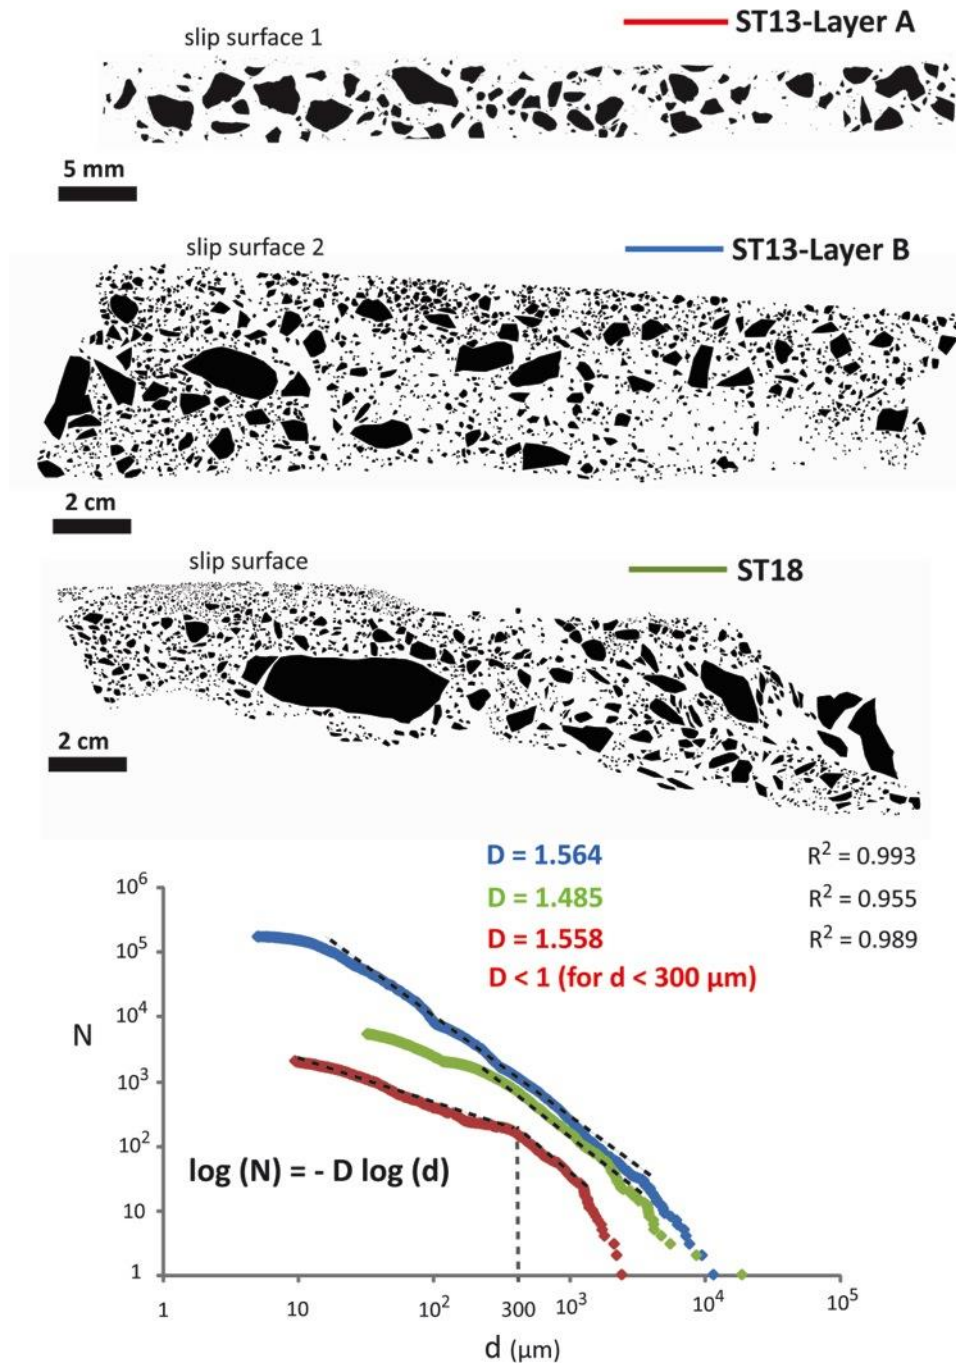 slip surface 1
ST13-Layer A
5 mm
slip surface 2
ST13-Layer B
2 cm
slip surface
ST18
2 cm
D = 1.564 R² = 0.993
D = 1.485 R² = 0.955
D = 1.558 R² = 0.989
D < 1 (for d < 300 µm)
10⁶
10⁵
10⁴
N
10³
10²
10
1
log (N) = - D log (d)
1 10 10² 300 10³ 10⁴ 10⁵
d (µm)